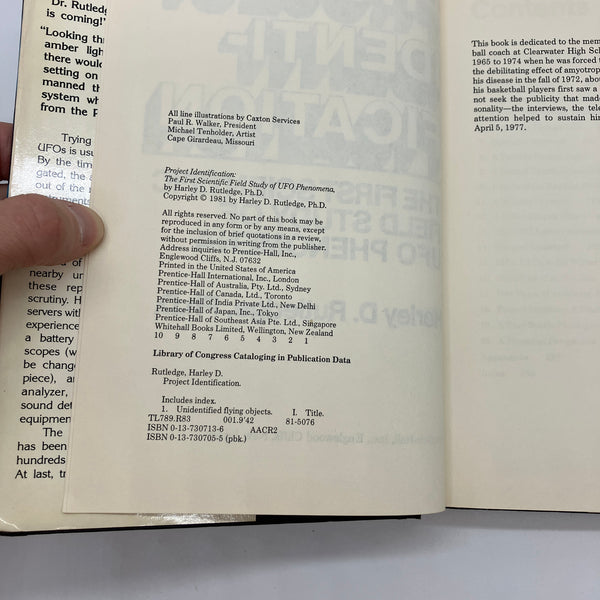 Dr. Rutledge
is coming!"
"Looking thr
amber ligh
there would
setting on
manned th
system wh
from the P
Trying
UFOs is usu
By the tim
gated, the
out of the
nearby un
these rep
scrutiny. H
servers with
experience
a battery
scopes (w
be change
piece), an
analyzer,
sound det
equipmen
The
has been
hundreds
At last, tr
All line illustrations by Caxton Services
Paul R. Walker, President
Michael Tenholder, Artist
Cape Girardeau, Missouri
Project Identification:
The First Scientific Field Study of UFO Phenomena,
by Harley D. Rutledge, Ph.D.
Copyright © 1981 by Harley D. Rutledge, Ph.D.
All rights reserved. No part of this book may be
reproduced in any form or by any means, except
for the inclusion of brief quotations in a review,
without permission in writing from the publisher.
Address inquiries to Prentice-Hall, Inc.,
Englewood Cliffs, N.J. 07632
Printed in the United States of America
Prentice-Hall International, Inc., London
Prentice-Hall of Australia, Pty. Ltd., Sydney
Prentice-Hall of Canada, Ltd., Toronto
Prentice-Hall of India Private Ltd., New Delhi
Prentice-Hall of Japan, Inc., Tokyo
Prentice-Hall of Southeast Asia Pte. Ltd., Singapore
Whitehall Books Limited, Wellington, New Zealand
10 9 8 7 6 5 4 3 2 1
Library of Congress Cataloging in Publication Data
Rutledge, Harley D.
Project Identification.
Includes index.
1. Unidentified flying objects. I. Title.
TL789.R83 001.9'42 81-5076
ISBN 0-13-730713-6 AACR2
ISBN 0-13-730705-5 (pbk.)
Contents
This book is dedicated to the mem
ball coach at Clearwater High Sch
1965 to 1974 when he was forced t
the debilitating effect of amyotrop
his disease in the fall of 1972, abou
his basketball players first saw a
not seek the publicity that made
sonality—the interviews, the tele
attention helped to sustain his
April 5, 1977.